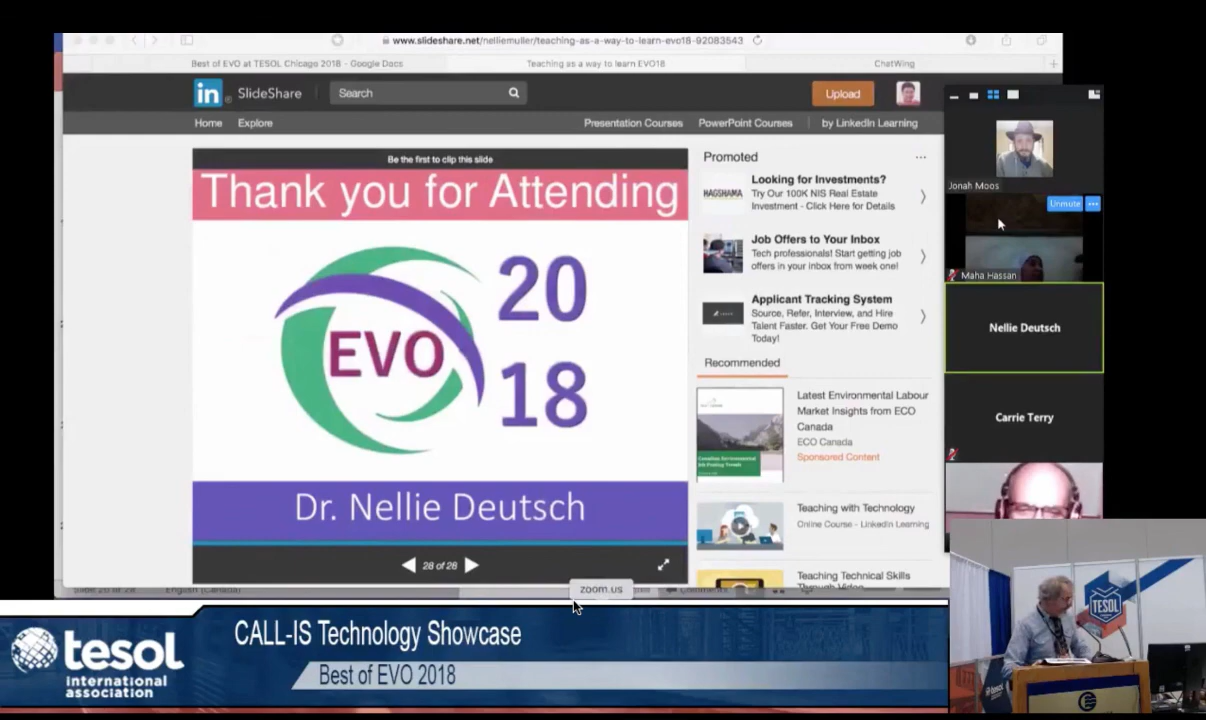 www.slideshare.net/nelliemuller/teaching-as-a-way-to-learn-evo18-92083543
Best of EVO at TESOL Chicago 2018 - Google Docs
Teaching as a way to learn EVO18
ChatWing
in SlideShare
Search
Upload
Home
Explore
Presentation Courses
PowerPoint Courses
by LinkedIn Learning
Be the first to clip this slide
Thank you for Attending
EVO
20
18
Dr. Nellie Deutsch
28 of 28
Promoted
HAGSHAMA
Looking for Investments?
Try Our 100K NIS Real Estate
Investment - Click Here for Details
Job Offers to Your Inbox
Tech professionals! Start getting job
offers in your inbox from week one!
Applicant Tracking System
Source, Refer, Interview, and Hire
Talent Faster. Get Your Free Demo
Today!
Recommended
Latest Environmental Labour
Market Insights from ECO
Canada
ECO Canada
Sponsored Content
Teaching with Technology
Online Course - LinkedIn Learning
Teaching Technical Skills
Through Video
Jonah Moos
Unmute
Maha Hassan
Nellie Deutsch
Carrie Terry
English (Canada)
zoom.us
tesol
international
association
CALL-IS Technology Showcase
Best of EVO 2018
TESOL